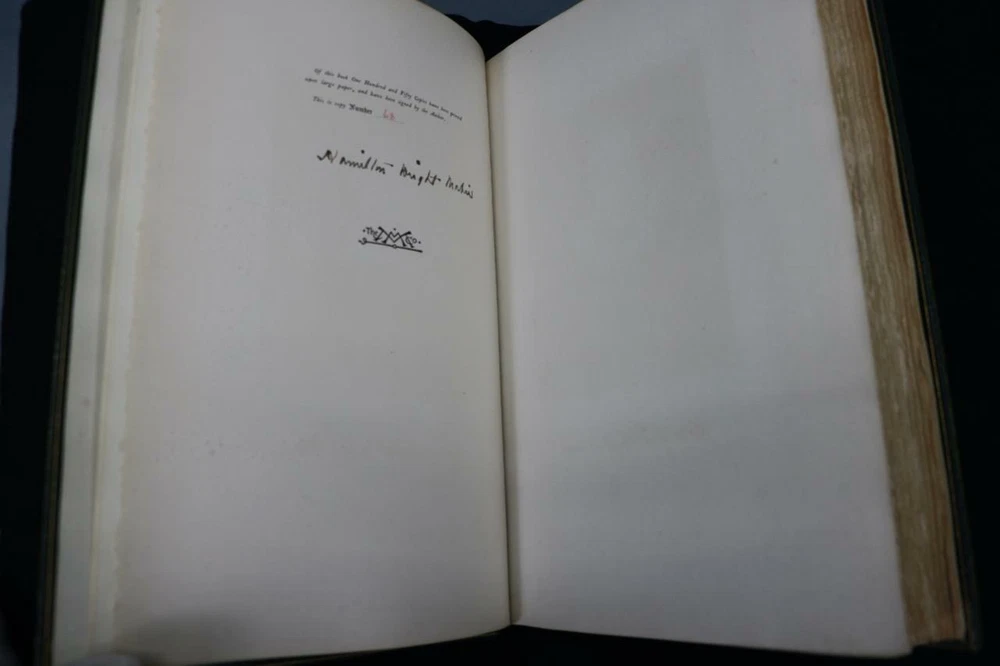 Of this book One Hundred and Fifty Copies have been printed
upon large paper, and have been signed by the Author.
This is copy Number
Hamilton Wright Mabie